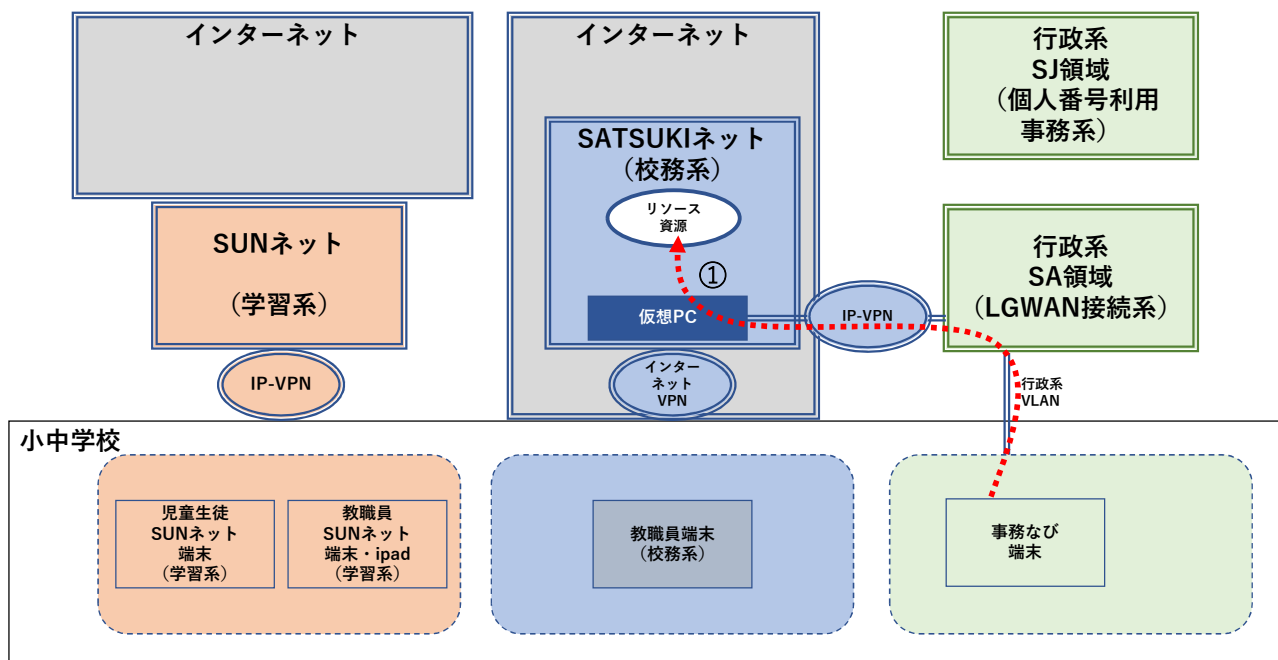 インターネット
インターネット
行政系
SJ領域
（個人番号利用
事務系）
SATSUKIネット
（校務系）
リソース
資源
①
仮想PC
SUNネット
（学習系）
行政系
SA領域
（LGWAN接続系）
IP-VPN
IP-VPN
インター
ネット
VPN
行政系
VLAN
小中学校
児童生徒
SUNネット
端末
（学習系）
教職員
SUNネット
端末・ipad
（学習系）
教職員端末
（校務系）
事務なび
端末